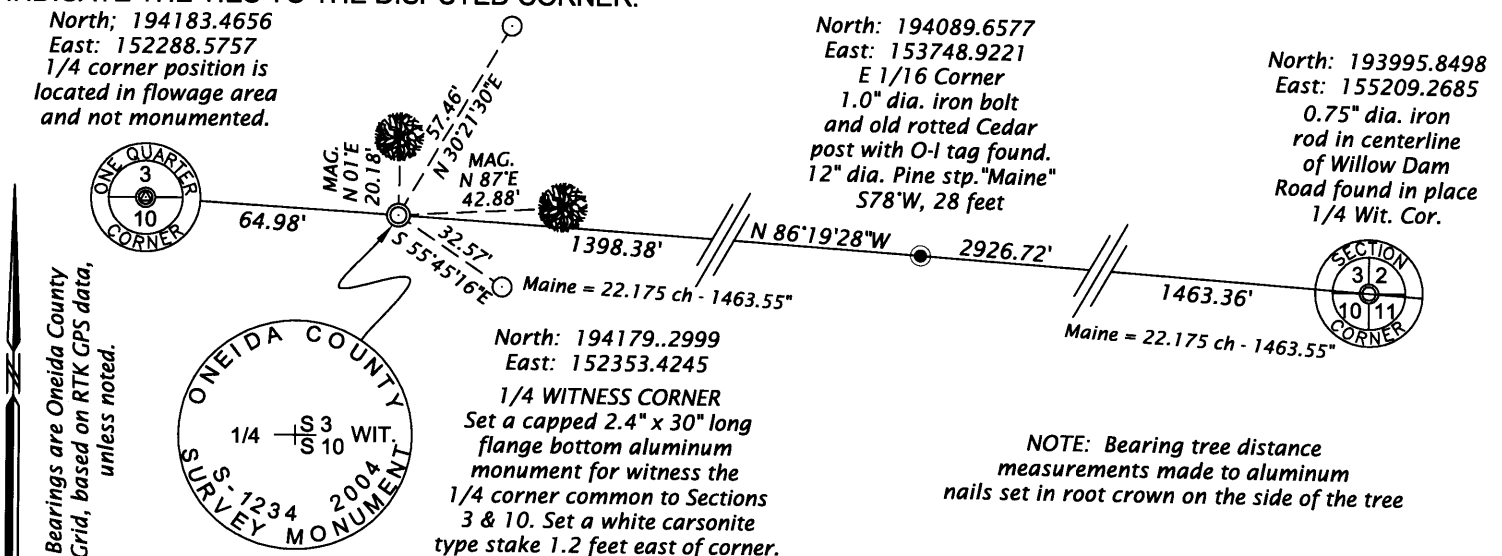 INDICATE THE TIES TO THE DISPUTED CORNER.
North; 194183.4656
East: 152288.5757
1/4 corner position is
located in flowage area
and not monumented.
North: 194089.6577
East: 153748.9221
E 1/16 Corner
1.0" dia. iron bolt
and old rotted Cedar
post with O-I tag found.
12" dia. Pine stp."Maine"
S78°W, 28 feet
North: 193995.8498
East: 155209.2685
0.75" dia. iron
rod in centerline
of Willow Dam
Road found in place
1/4 Wit. Cor.
ONE QUARTER
3
10
CORNER
64.98'
MAG.
N 01°E
20.18'
57.46'
N 30°21'30"E
MAG.
N 87°E
42.88'
32.57'
S 55°45'16"E
1398.38'
N 86°19'28"W
2926.72'
1463.36'
Maine = 22.175 ch - 1463.55"
Maine = 22.175 ch - 1463.55"
SECTION
3 2
10 11
CORNER
Bearings are Oneida County
Grid, based on RTK GPS data,
unless noted.
ONEIDA COUNTY
1/4 S 3 WIT.
S 10
S-1234 2004
SURVEY MONUMENT
North: 194179..2999
East: 152353.4245
1/4 WITNESS CORNER
Set a capped 2.4" x 30" long
flange bottom aluminum
monument for witness the
1/4 corner common to Sections
3 & 10. Set a white carsonite
type stake 1.2 feet east of corner.
NOTE: Bearing tree distance
measurements made to aluminum
nails set in root crown on the side of the tree